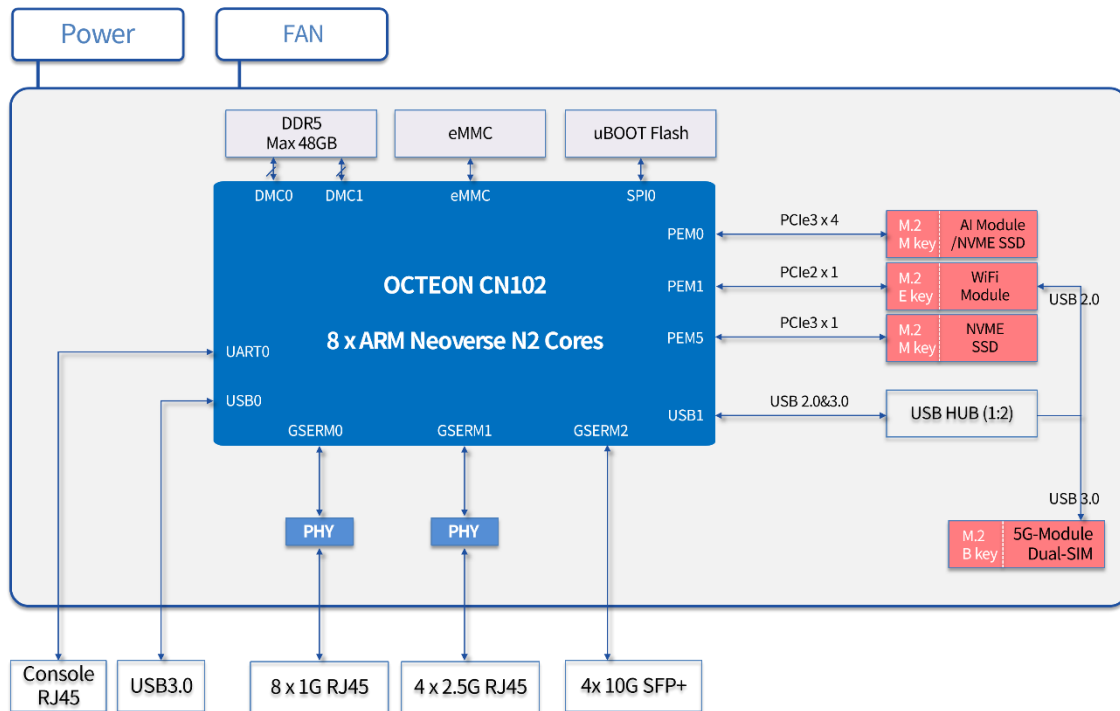 Power
FAN
DDR5
Max 48GB
eMMC
uBOOT Flash
DMC0
DMC1
eMMC
SPI0
PEM0
PCIe3 x 4
M.2
M key
AI Module
/NVME SSD
OCTEON CN102
PEM1
PCIe2 x 1
M.2
E key
WiFi
Module
USB 2.0
8 x ARM Neoverse N2 Cores
PEM5
PCIe3 x 1
M.2
M key
NVME
SSD
UART0
USB0
USB1
USB 2.0&3.0
USB HUB (1:2)
GSERM0
GSERM1
GSERM2
USB 3.0
PHY
PHY
M.2
B key
5G-Module
Dual-SIM
Console
RJ45
USB3.0
8 x 1G RJ45
4 x 2.5G RJ45
4x 10G SFP+